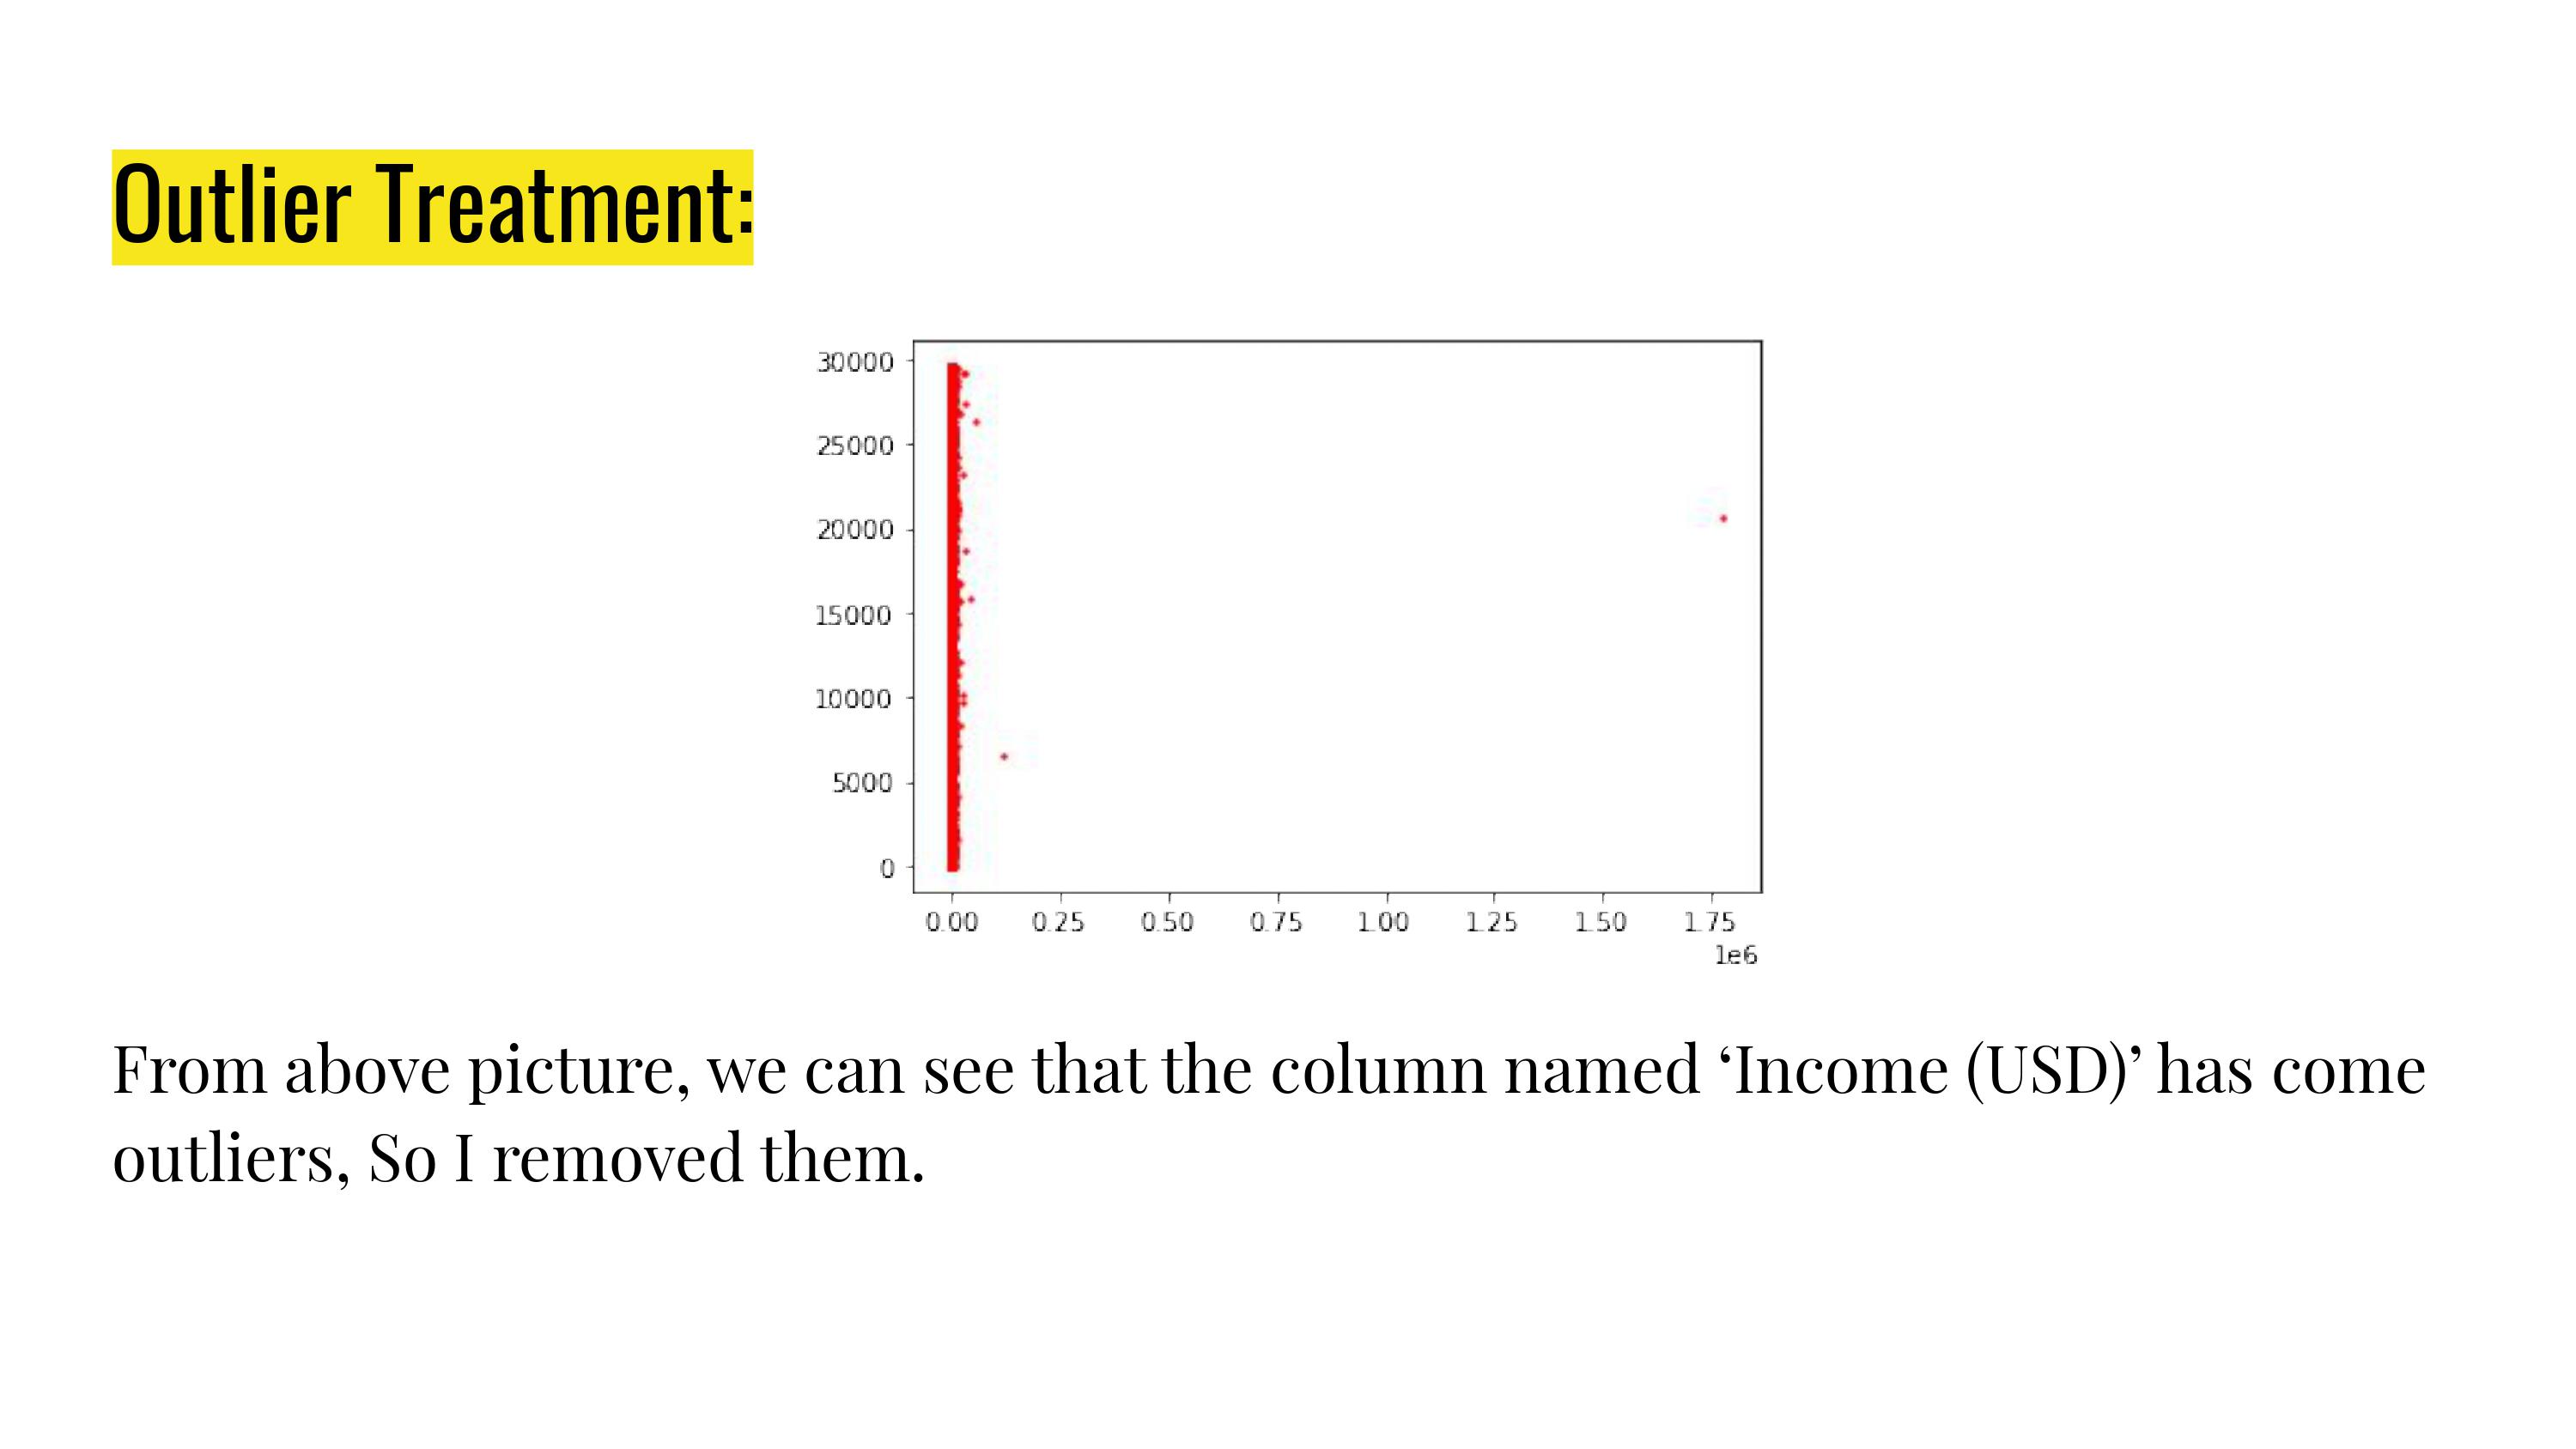 Outlier Treatment:
30000
25000
20000
15000
10000
5000
0
0.00 0.25 0.50 0.75 1.00 1.25 1.50 1.75
1e6
From above picture, we can see that the column named ‘Income (USD)’ has come
outliers, So I removed them.